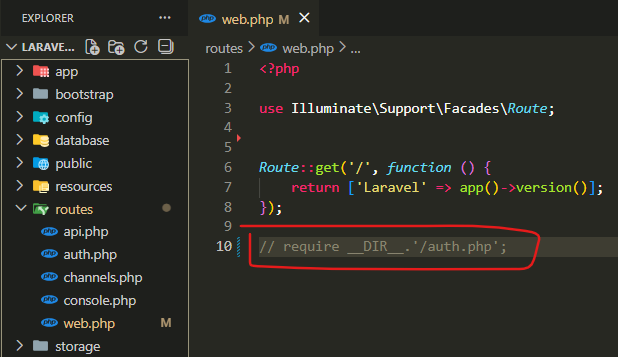 EXPLORER
LARAVE...
app
bootstrap
config
database
public
resources
routes
api.php
auth.php
channels.php
console.php
web.php M
storage
php web.php M
routes > php web.php > ...
1 <?php
2
3 use Illuminate\Support\Facades\Route;
4
5
6 Route::get('/', function () {
7 return ['Laravel' => app()->version()];
8 });
9
10 // require __DIR__.'/auth.php';